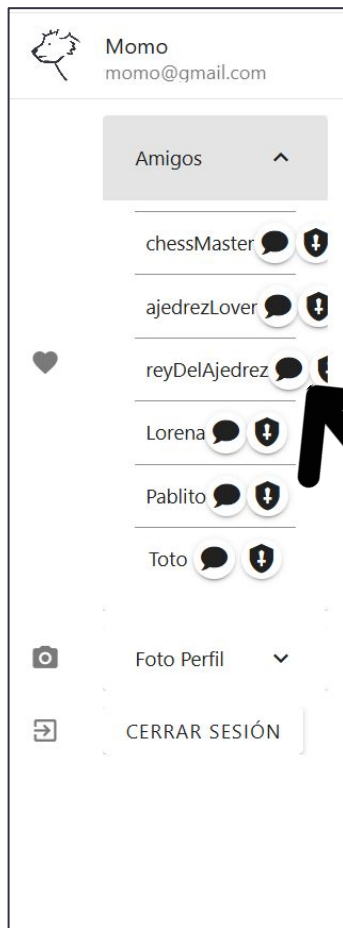 Momo
momo@gmail.com
Amigos
chessMaster
ajedrezLover
reyDelAjedrez
Lorena
Pablito
Toto
Foto Perfil
CERRAR SESIÓN